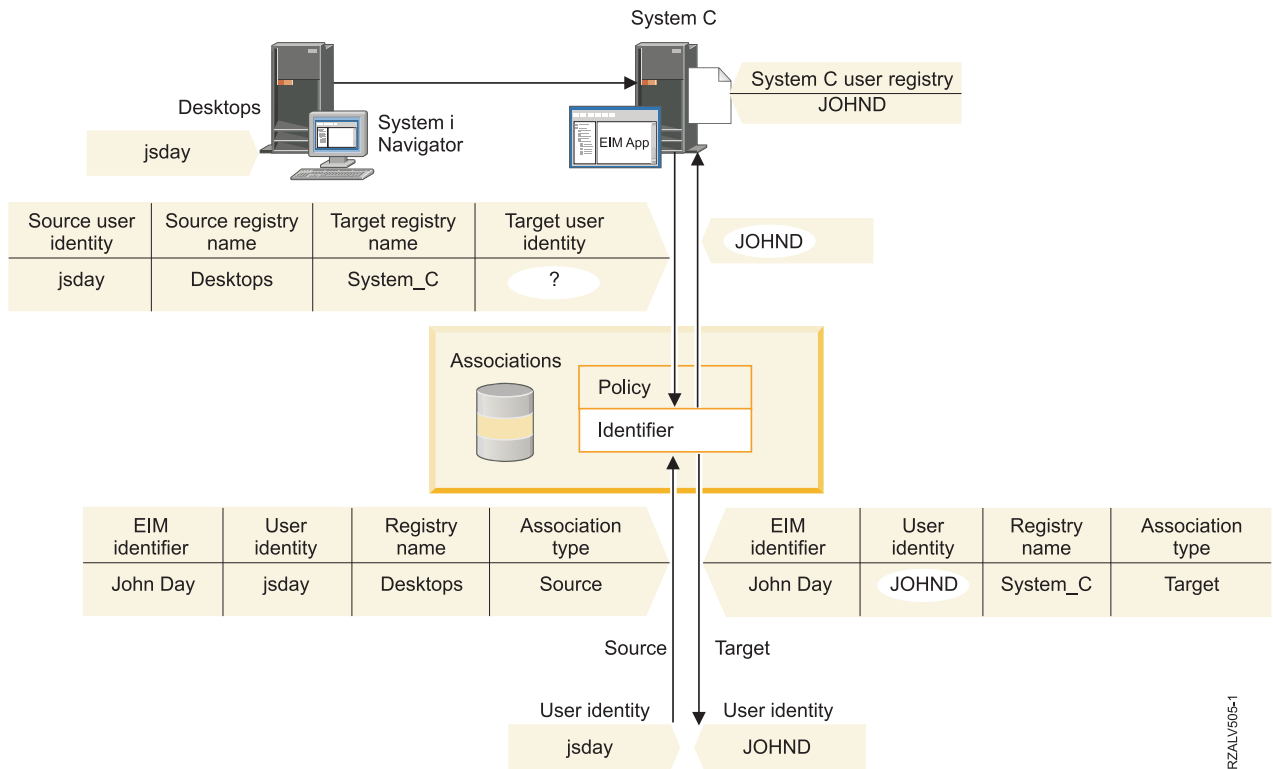 System C
Desktops
System i
Navigator
jsday
EIM App
System C user registry
JOHND
Source user identity
Source registry name
Target registry name
Target user identity
jsday
Desktops
System_C
?
JOHND
Associations
Policy
Identifier
EIM identifier
User identity
Registry name
Association type
John Day
jsday
Desktops
Source
EIM identifier
User identity
Registry name
Association type
John Day
JOHND
System_C
Target
Source
Target
User identity
jsday
User identity
JOHND
RZALV505-1